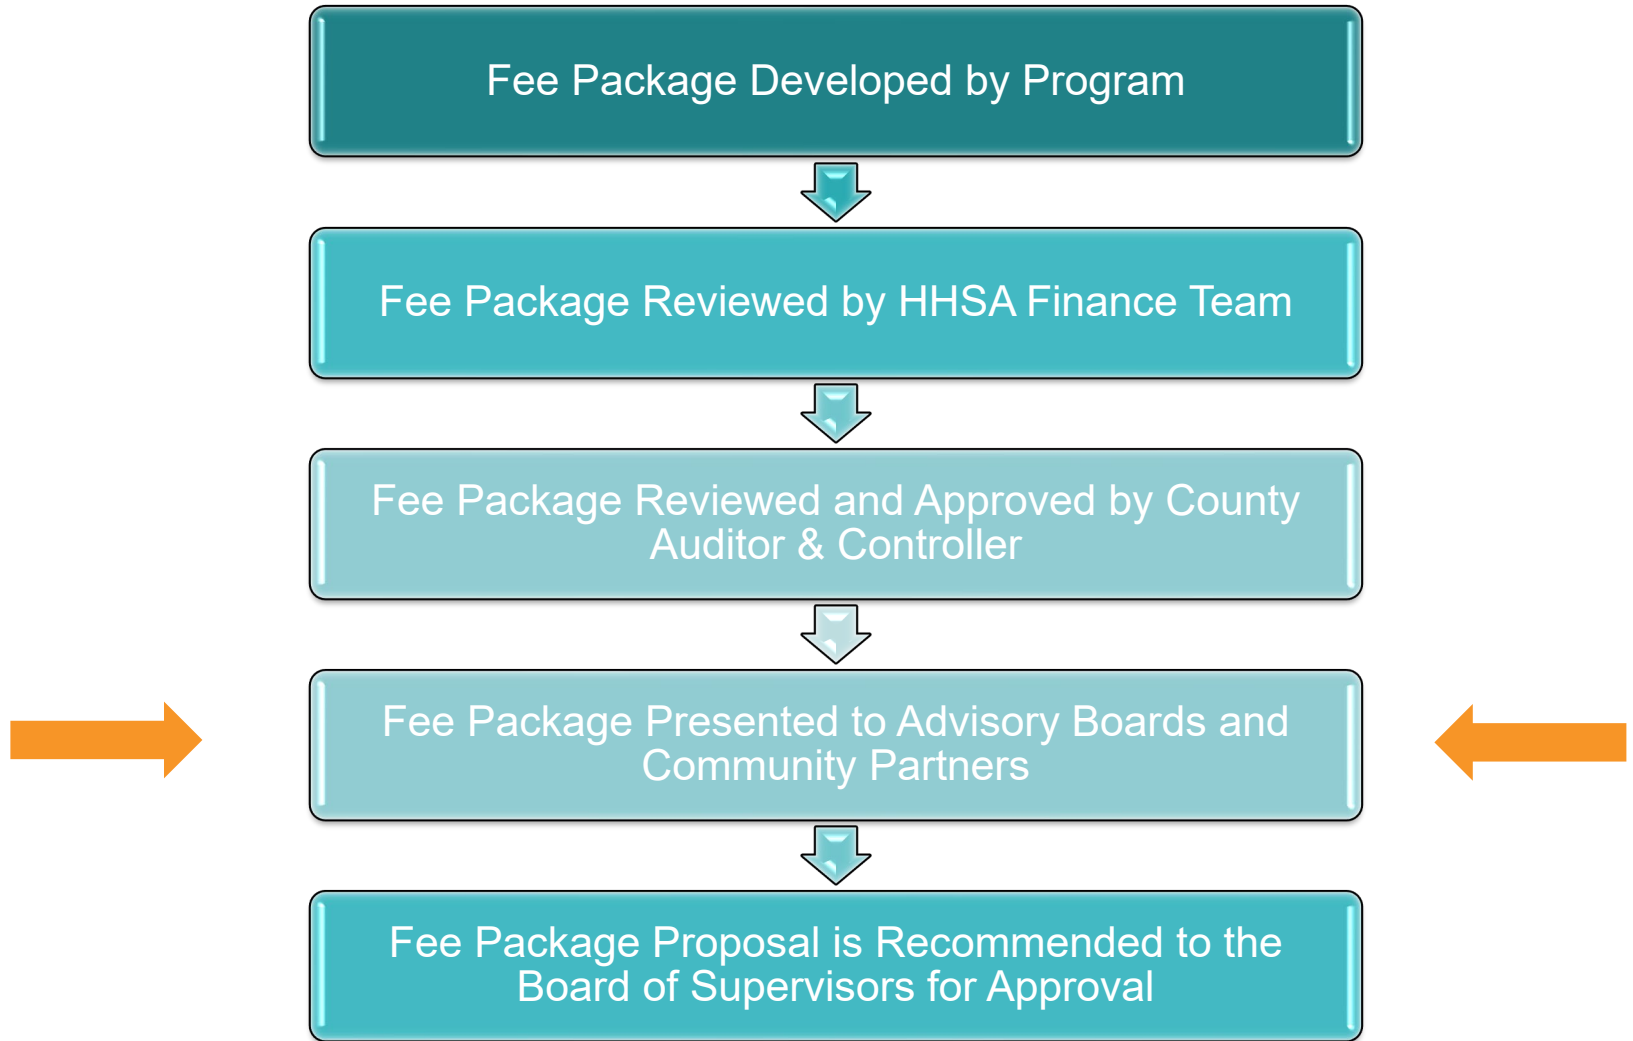 Fee Package Developed by Program
Fee Package Reviewed by HHSA Finance Team
Fee Package Reviewed and Approved by County
Auditor & Controller
Fee Package Presented to Advisory Boards and
Community Partners
Fee Package Proposal is Recommended to the
Board of Supervisors for Approval